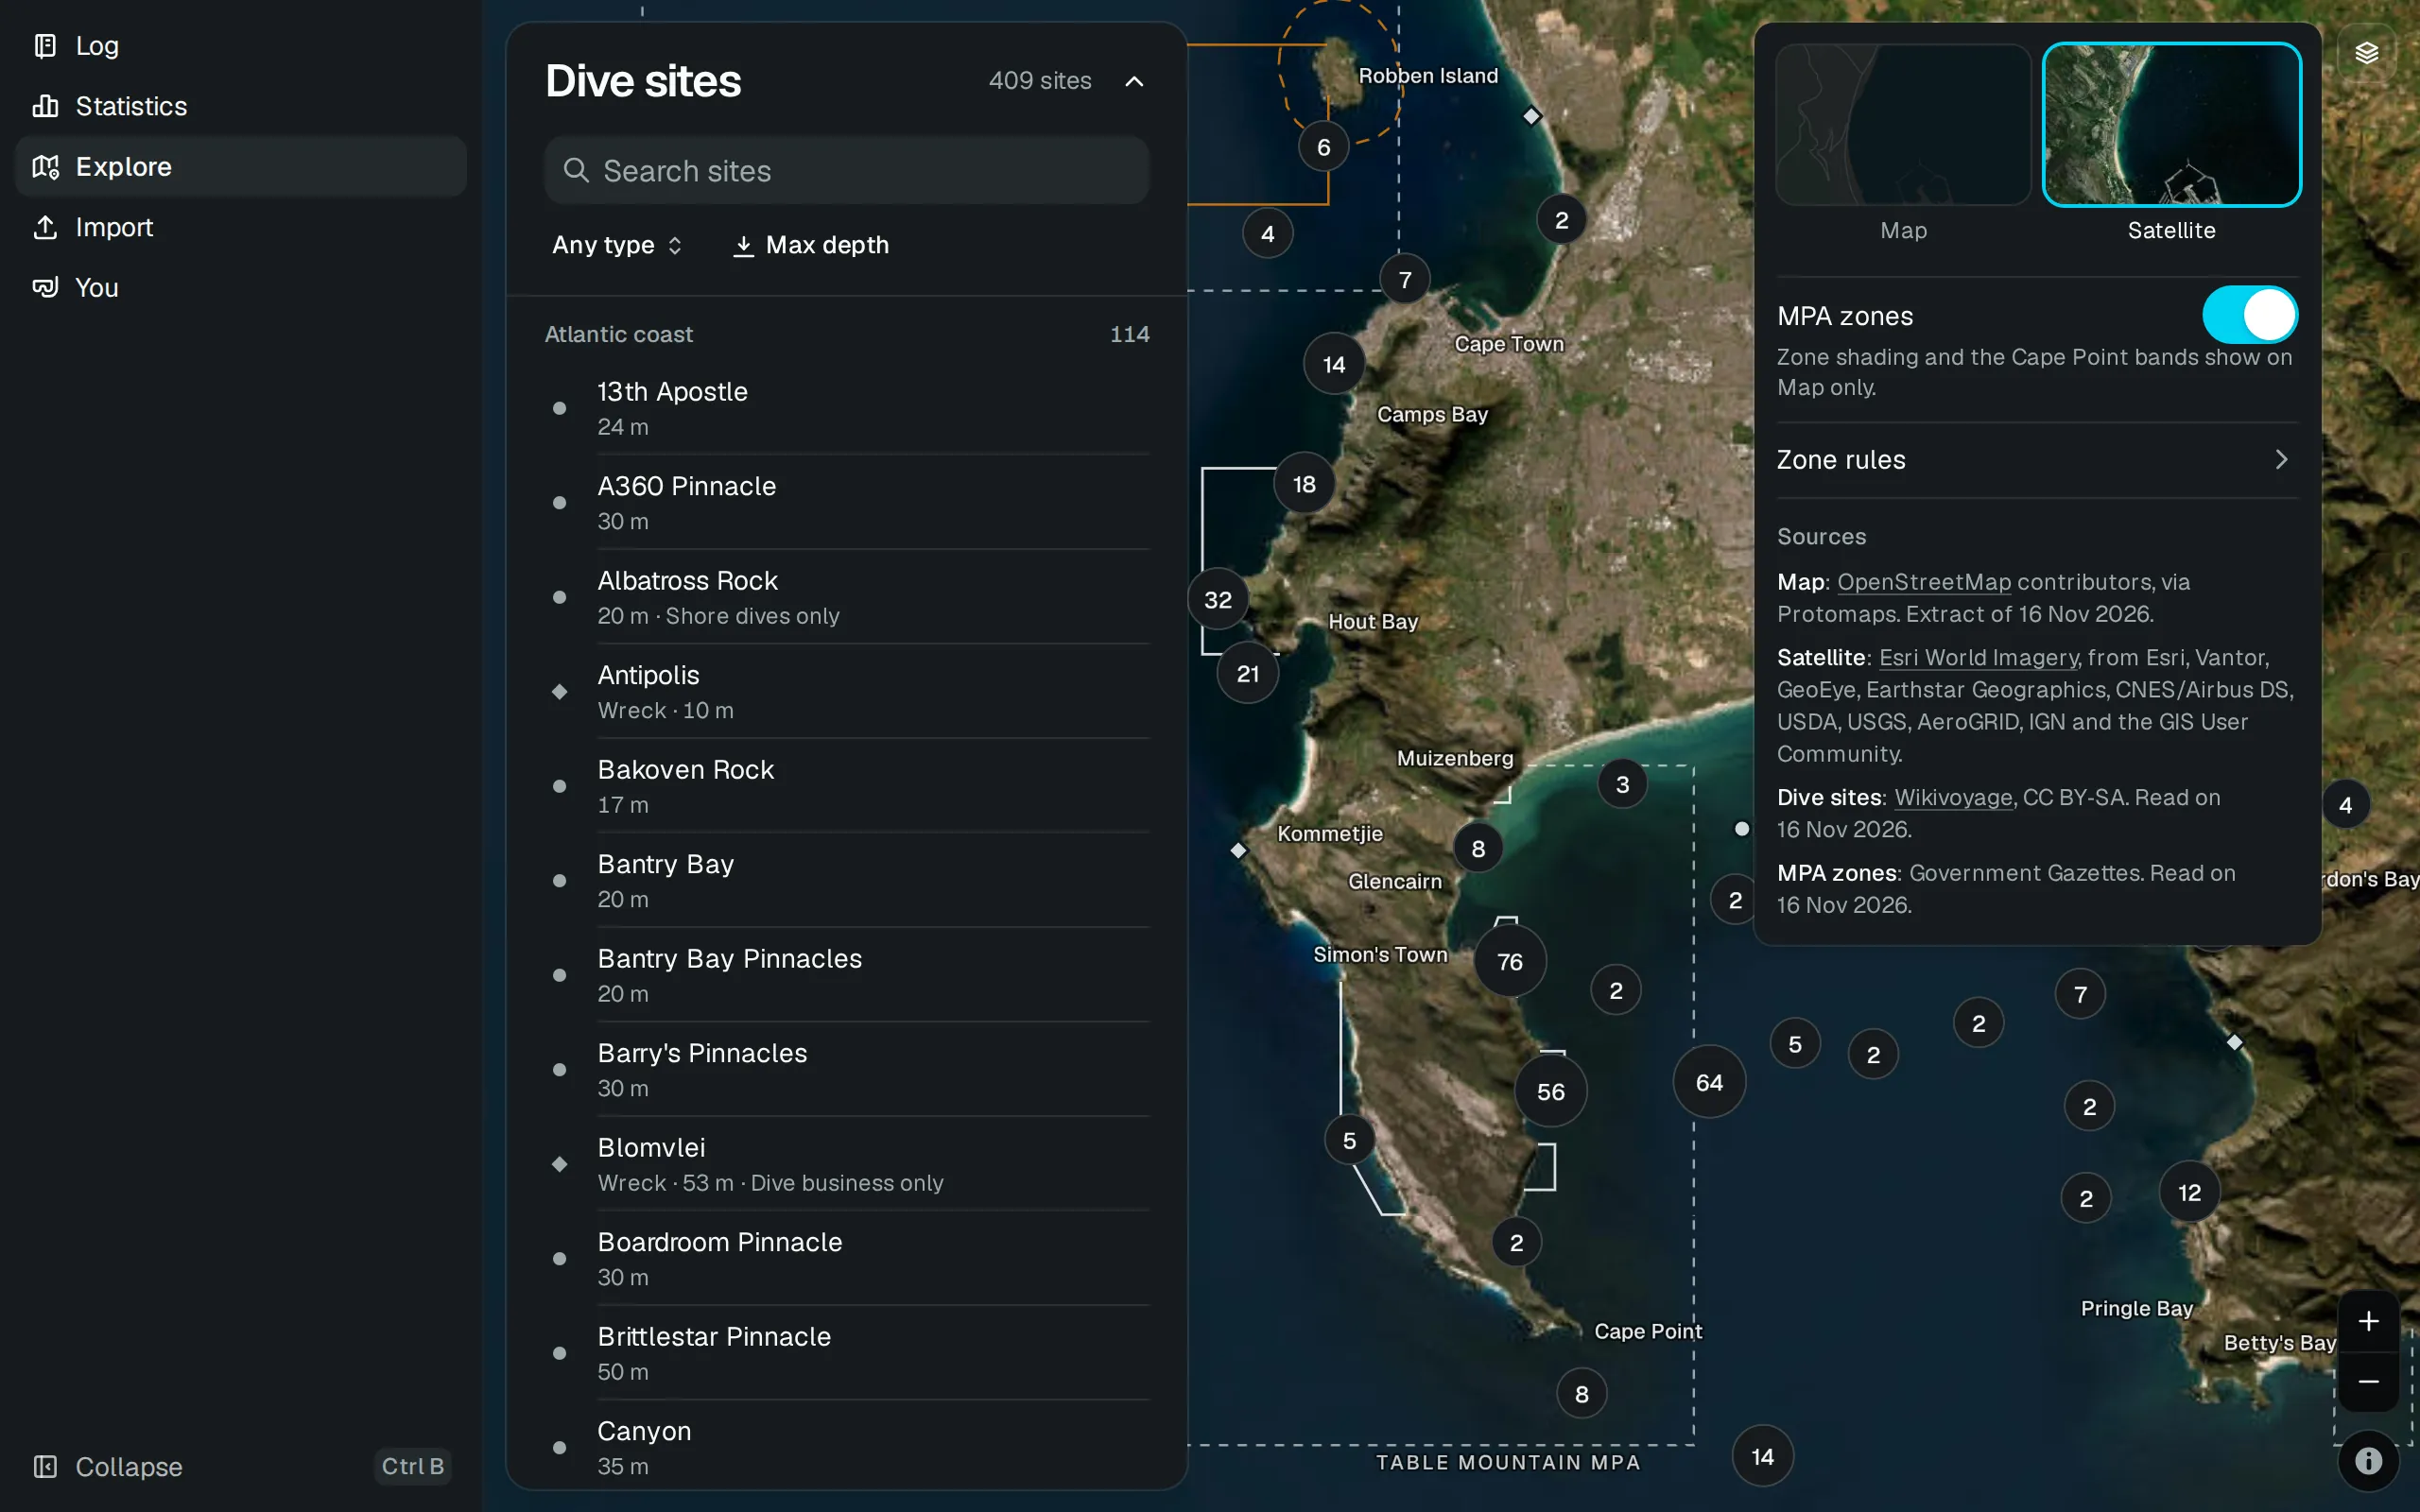 Log
Statistics
Explore
Import
You
Collapse
Ctrl B
Dive sites
409 sites
Search sites
Any type
Max depth
Atlantic coast
114
13th Apostle
24 m
A360 Pinnacle
30 m
Albatross Rock
20 m · Shore dives only
Antipolis
Wreck · 10 m
Bakoven Rock
17 m
Bantry Bay
20 m
Bantry Bay Pinnacles
20 m
Barry's Pinnacles
30 m
Blomvlei
Wreck · 53 m · Dive business only
Boardroom Pinnacle
30 m
Brittlestar Pinnacle
50 m
Canyon
35 m
Robben Island
6
4
2
7
Cape Town
14
Camps Bay
18
32
Hout Bay
21
Muizenberg
3
Kommetjie
8
Glencairn
2
Simon's Town
76
2
5
2
2
7
64
56
5
2
2
12
2
Cape Point
8
Pringle Bay
Betty's Bay
14
TABLE MOUNTAIN MPA
4
rdon's Bay
Map
Satellite
MPA zones
Zone shading and the Cape Point bands show on
Map only.
Zone rules
Sources
Map: OpenStreetMap contributors, via
Protomaps. Extract of 16 Nov 2026.
Satellite: Esri World Imagery, from Esri, Vantor,
GeoEye, Earthstar Geographics, CNES/Airbus DS,
USDA, USGS, AeroGRID, IGN and the GIS User
Community.
Dive sites: Wikivoyage, CC BY-SA. Read on
16 Nov 2026.
MPA zones: Government Gazettes. Read on
16 Nov 2026.